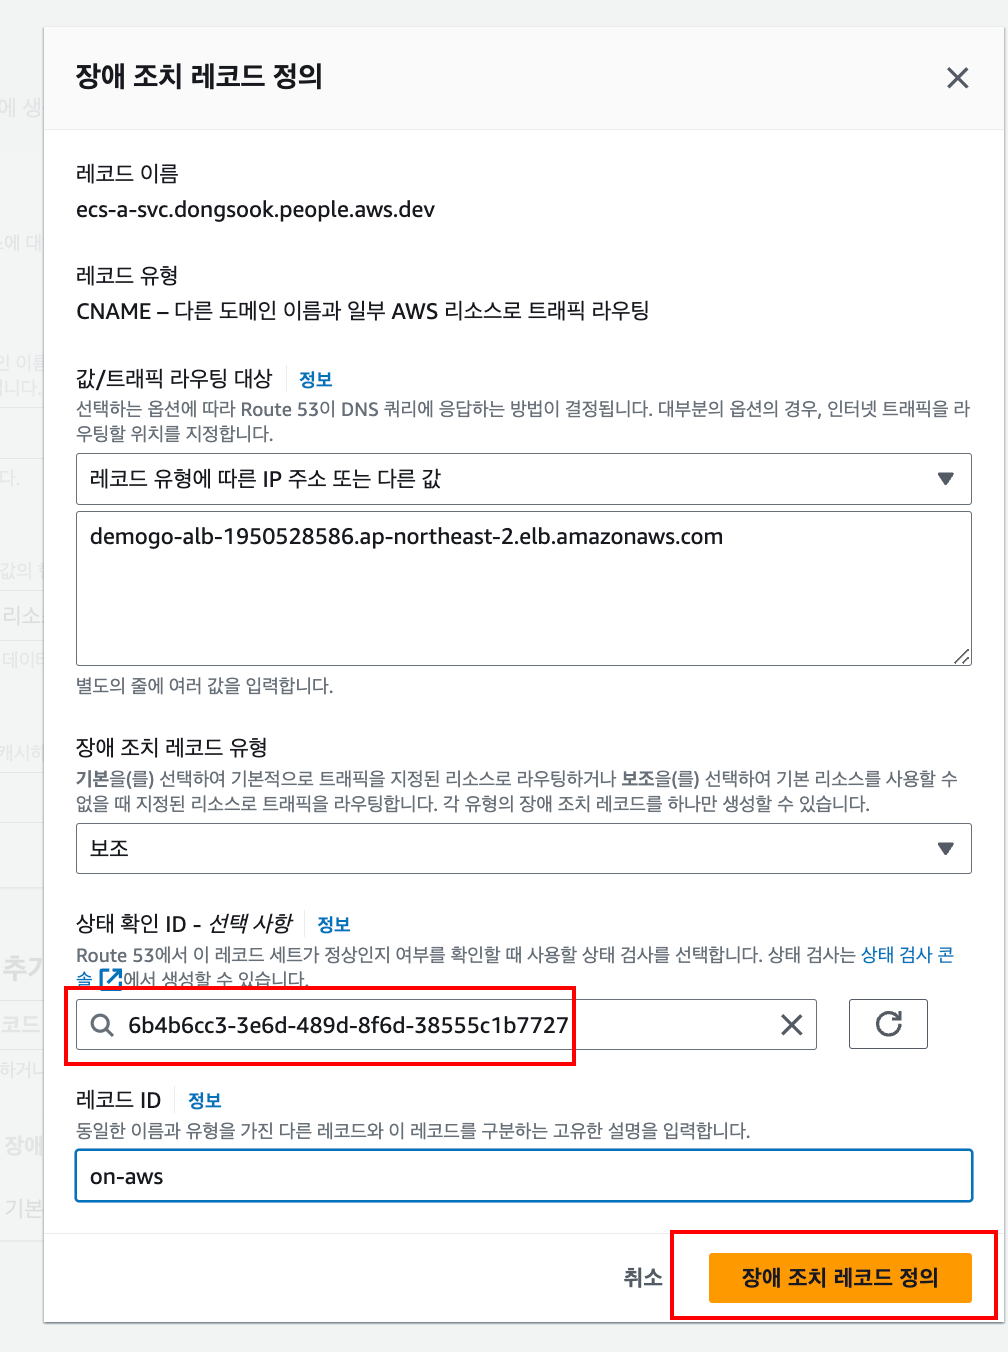 장애 조치 레코드 정의
레코드 이름
ecs-a-svc.dongsook.people.aws.dev
레코드 유형
CNAME – 다른 도메인 이름과 일부 AWS 리소스로 트래픽 라우팅
값/트래픽 라우팅 대상 정보
선택하는 옵션에 따라 Route 53이 DNS 쿼리에 응답하는 방법이 결정됩니다. 대부분의 옵션의 경우, 인터넷 트래픽을 라
우팅할 위치를 지정합니다.
레코드 유형에 따른 IP 주소 또는 다른 값
demogo-alb-1950528586.ap-northeast-2.elb.amazonaws.com
별도의 줄에 여러 값을 입력합니다.
장애 조치 레코드 유형
기본을(를) 선택하여 기본적으로 트래픽을 지정된 리소스로 라우팅하거나 보조을(를) 선택하여 기본 리소스를 사용할 수
없을 때 지정된 리소스로 트래픽을 라우팅합니다. 각 유형의 장애 조치 레코드를 하나만 생성할 수 있습니다.
보조
상태 확인 ID - 선택 사항 정보
Route 53에서 이 레코드 세트가 정상인지 여부를 확인할 때 사용할 상태 검사를 선택합니다. 상태 검사는 상태 검사 콘
솔 에서 생성할 수 있습니다.
6b4b6cc3-3e6d-489d-8f6d-38555c1b7727
레코드 ID 정보
동일한 이름과 유형을 가진 다른 레코드와 이 레코드를 구분하는 고유한 설명을 입력합니다.
on-aws
취소 장애 조치 레코드 정의